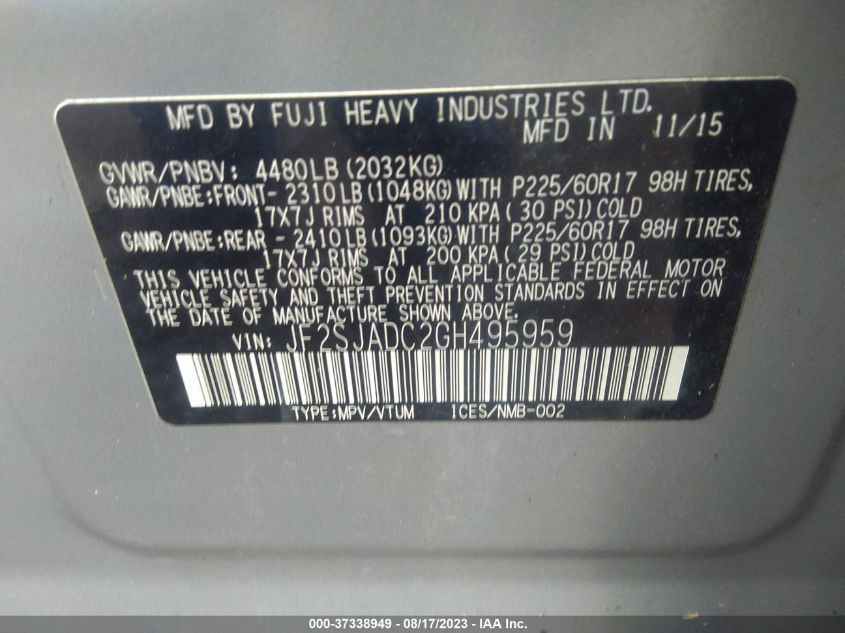 MFD BY FUJI HEAVY INDUSTRIES LTD.
MFD IN 11/15
GVWR/PNBV: 4480LB (2032KG)
GAWR/PNBE:FRONT- 2310LB (1048KG) WITH P225/60R17 98H TIRES,
17X7J RIMS AT 210 KPA ( 30 PSI) COLD
GAWR/PNBE:REAR - 2410LB (1093KG) WITH P225/60R17 98H TIRES,
17X7J RIMS AT 200 KPA ( 29 PSI) COLD
THIS VEHICLE CONFORMS TO ALL APPLICABLE FEDERAL MOTOR
VEHICLE SAFETY AND THEFT PREVENTION STANDARDS IN EFFECT ON
THE DATE OF MANUFACTURE SHOWN ABOVE.
VIN: JF2SJADC2GH495959
TYPE:MPV/VTUM ICES/NMB-002
000-37338949 - 08/17/2023 - IAA Inc.